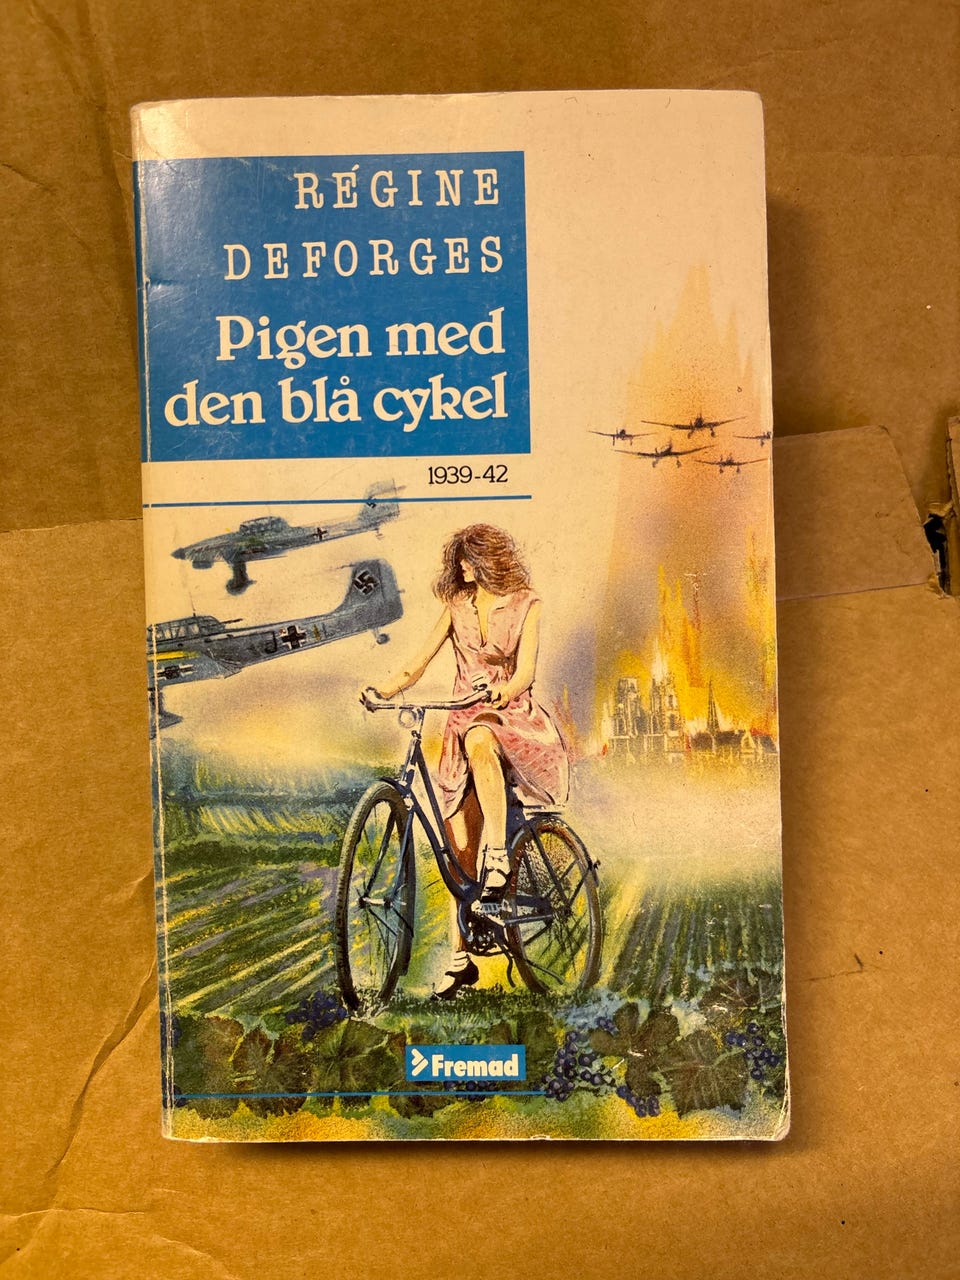 RÉGINE
DEFORGES
Pigen med
den blå cykel
1939-42
Fremad